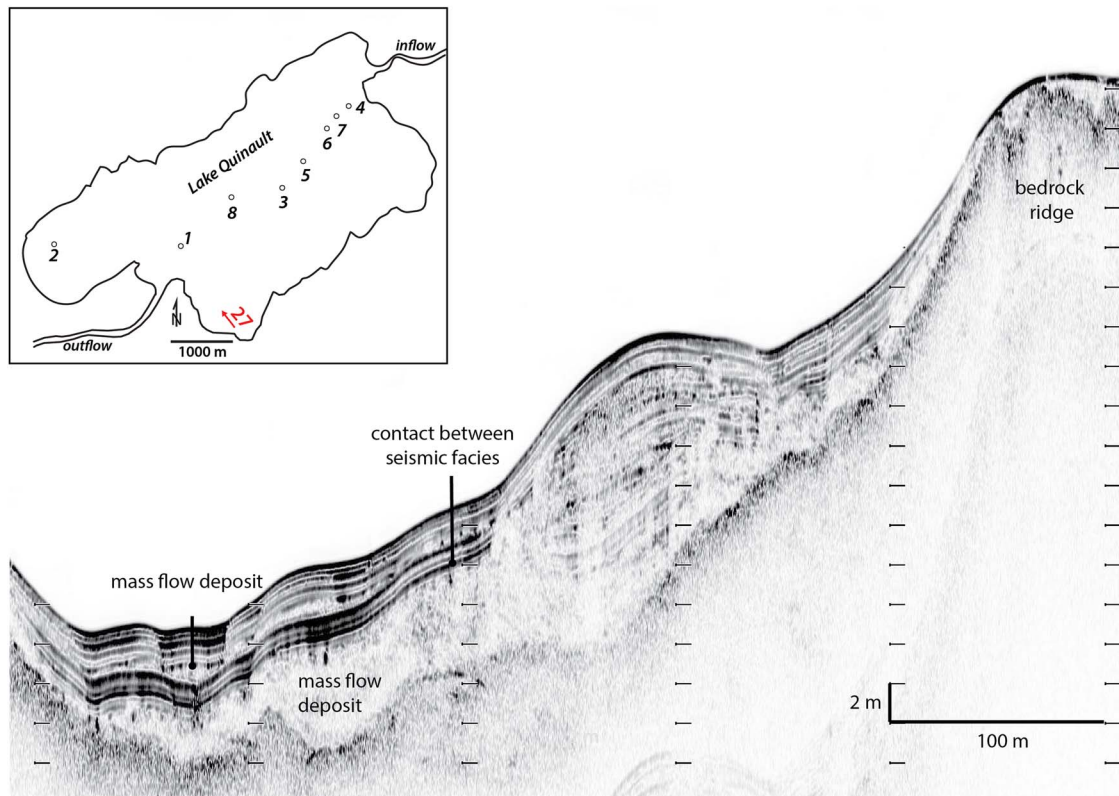 inflow
4
7
6
Lake Quinault
5
3
8
1
2
27
N
1000 m
outflow
bedrock
ridge
contact between
seismic facies
mass flow deposit
mass flow
deposit
2 m
100 m